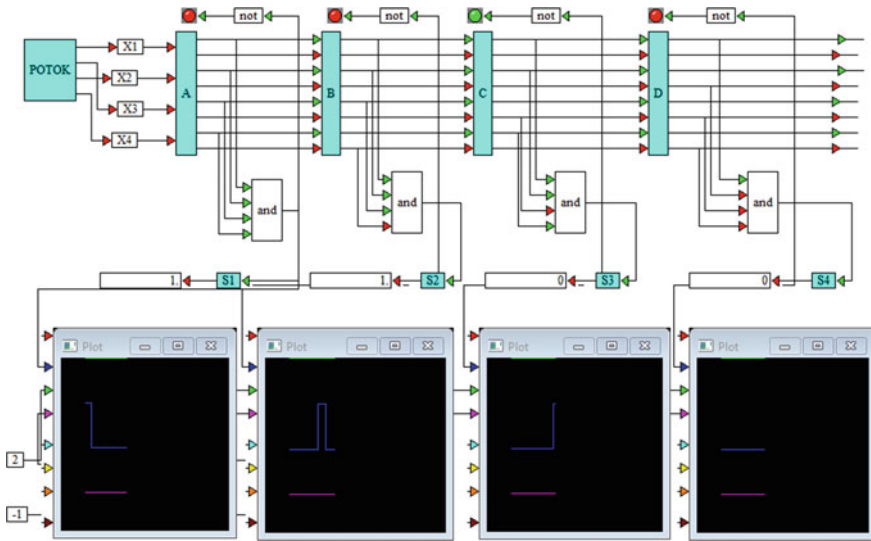 not not not not
POTOK X1 A B C D
X2
X3
X4
and and and and
1. S1 1. S2 0 S3 0 S4
Plot Plot Plot Plot
2
-1